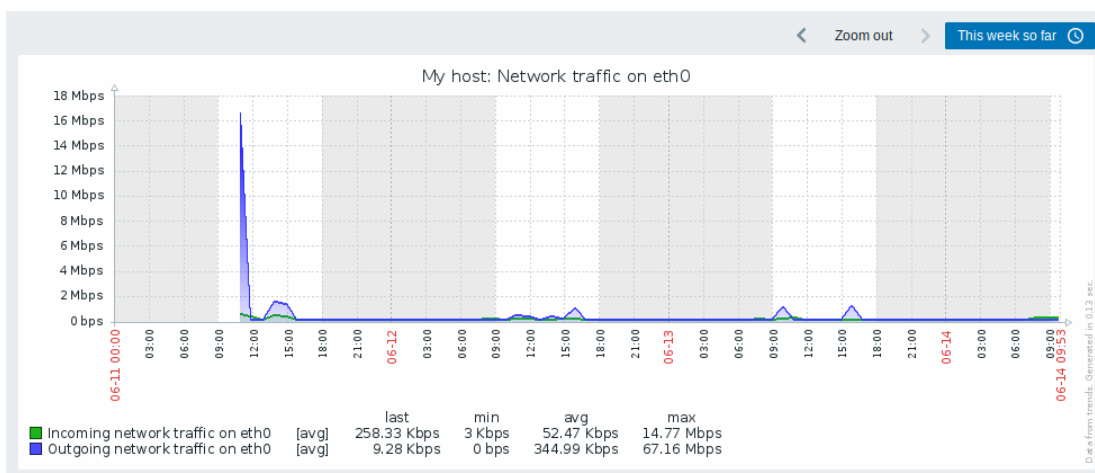 Zoom out
This week so far
My host: Network traffic on eth0
18 Mbps
16 Mbps
14 Mbps
12 Mbps
10 Mbps
8 Mbps
6 Mbps
4 Mbps
2 Mbps
0 bps
06-11 00:00
03:00
06:00
09:00
12:00
15:00
18:00
21:00
06-12
03:00
06:00
09:00
12:00
15:00
18:00
21:00
06-13
03:00
06:00
09:00
12:00
15:00
18:00
21:00
06-14
03:00
06:00
09:00
06-14 09:53
last min avg max
Incoming network traffic on eth0 [avg] 258.33 Kbps 3 Kbps 52.47 Kbps 14.77 Mbps
Outgoing network traffic on eth0 [avg] 9.28 Kbps 0 bps 344.99 Kbps 67.16 Mbps
Data from trends. Generated in 0.13 sec.